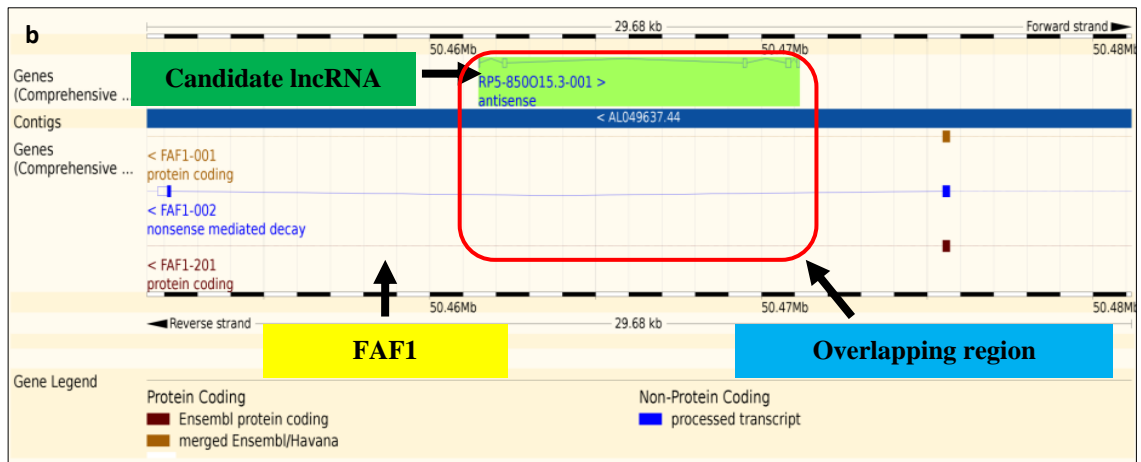 b
29.68 kb
Forward strand
50.46Mb
50.47Mb
50.48Mb
Candidate lncRNA
Genes
(Comprehensive ...
RP5-850O15.3-001 >
antisense
Contigs
< AL049637.44
Genes
(Comprehensive ...
< FAF1-001
protein coding
< FAF1-002
nonsense mediated decay
< FAF1-201
protein coding
50.46Mb
50.47Mb
50.48Mb
Reverse strand
29.68 kb
FAF1
Overlapping region
Gene Legend
Protein Coding
Non-Protein Coding
Ensembl protein coding
processed transcript
merged Ensembl/Havana